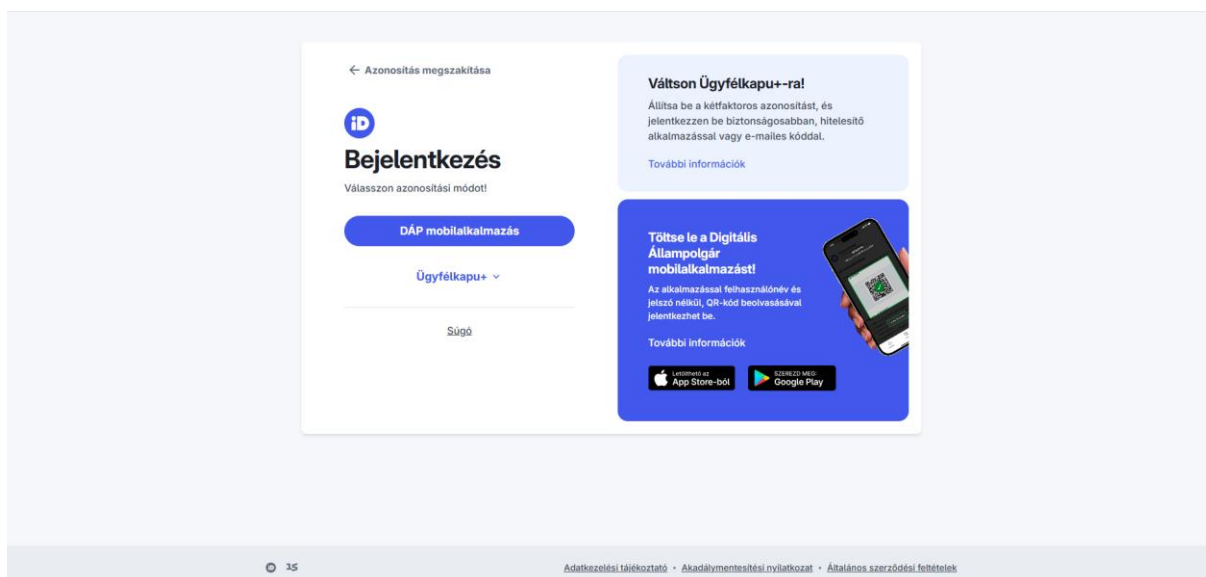 ← Azonosítás megszakítása
iD
Bejelentkezés
Válasszon azonosítási módot!
DÁP mobilalkalmazás
Ügyfélkapu+
Súgó
Váltson Ügyfélkapu+-ra!
Állítsa be a kétfaktoros azonosítást, és
jelentkezzen be biztonságosabban, hitelesítő
alkalmazással vagy e-mailes kóddal.
További információk
Töltse le a Digitális
Állampolgár
mobilalkalmazást!
Az alkalmazással felhasználónév és
jelszó nélkül, QR-kód beolvasásával
jelentkezhet be.
További információk
Letölthető az
App Store-ból
SZEREZD MEG:
Google Play
15
Adatkezelési tájékoztató • Akadálymentesítési nyilatkozat • Általános szerződési feltételek